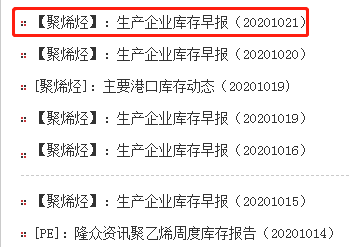 【聚烯烃】：生产企业库存早报（20201021）
【聚烯烃】：生产企业库存早报（20201020）
[聚烯烃]：主要港口库存动态（20201019）
【聚烯烃】：生产企业库存早报（20201019）
【聚烯烃】：生产企业库存早报（20201016）
【聚烯烃】：生产企业库存早报（20201015）
[PE]：隆众资讯聚乙烯周度库存报告（20201014）